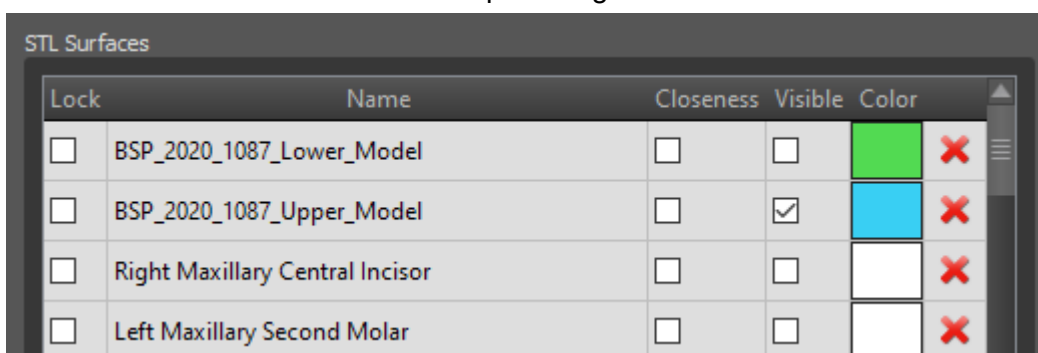 STL Surfaces
Lock Name Closeness Visible Color
BSP_2020_1087_Lower_Model
BSP_2020_1087_Upper_Model
Right Maxillary Central Incisor
Left Maxillary Second Molar